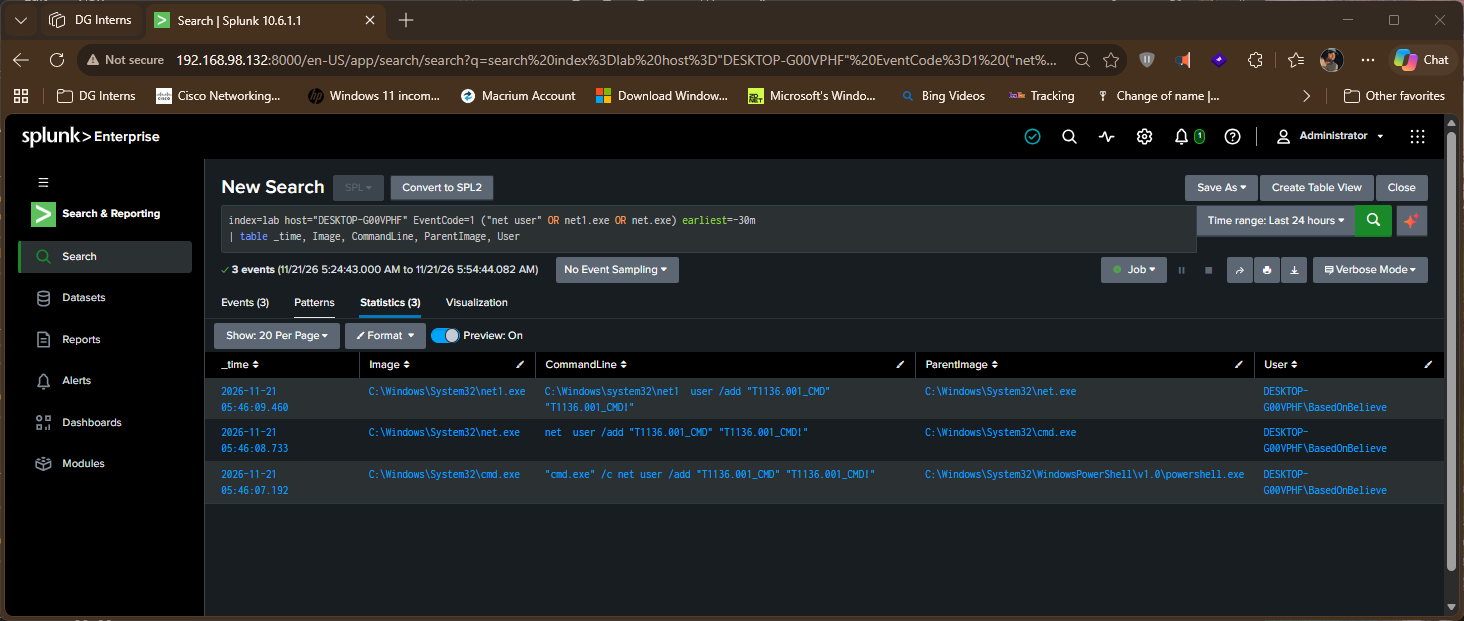 DG Interns
Search | Splunk 10.6.1.1
Not secure
192.168.98.132:8000/en-US/app/search/search?q=search%20index%3Dlab%20host%3D"DESKTOP-G00VPHF"%20EventCode%3D1%20("net%...
Chat
DG Interns
Cisco Networking...
Windows 11 incom...
Macrium Account
Download Window...
Microsoft's Windo...
Bing Videos
Tracking
Change of name |...
Other favorites
splunk>Enterprise
1
Administrator
New Search
SPL
Convert to SPL2
Save As
Create Table View
Close
Search & Reporting
index=lab host="DESKTOP-G00VPHF" EventCode=1 ("net user" OR net1.exe OR net.exe) earliest=-30m
| table _time, Image, CommandLine, ParentImage, User
Time range: Last 24 hours
Search
Datasets
Reports
Alerts
Dashboards
Modules
3 events (11/21/26 5:24:43.000 AM to 11/21/26 5:54:44.082 AM)
No Event Sampling
Job
Verbose Mode
Events (3)
Patterns
Statistics (3)
Visualization
Show: 20 Per Page
Format
Preview: On
_time
Image
CommandLine
ParentImage
User
2026-11-21
05:46:09.460
C:\Windows\System32\net1.exe
C:\Windows\system32\net1  user /add "T1136.001_CMD"
"T1136.001_CMD!"
C:\Windows\System32\net.exe
DESKTOP-
G00VPHF\BasedOnBelieve
2026-11-21
05:46:08.733
C:\Windows\System32\net.exe
net  user /add "T1136.001_CMD" "T1136.001_CMD!"
C:\Windows\System32\cmd.exe
DESKTOP-
G00VPHF\BasedOnBelieve
2026-11-21
05:46:07.192
C:\Windows\System32\cmd.exe
"cmd.exe" /c net user /add "T1136.001_CMD" "T1136.001_CMD!"
C:\Windows\System32\WindowsPowerShell\v1.0\powershell.exe
DESKTOP-
G00VPHF\BasedOnBelieve